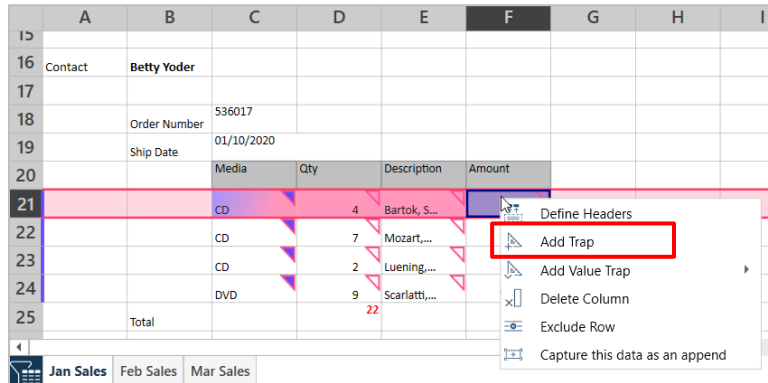 A B C D E F G H I
15
16 Contact Betty Yoder
17
18 Order Number 536017
19 Ship Date 01/10/2020
20 Media Qty Description Amount
21 CD 4 Bartok, S...
22 CD 7 Mozart,...
23 CD 2 Luening,...
24 DVD 9 Scarlatti,...
25 Total 22
Define Headers
Add Trap
Add Value Trap
Delete Column
Exclude Row
Capture this data as an append
Jan Sales Feb Sales Mar Sales